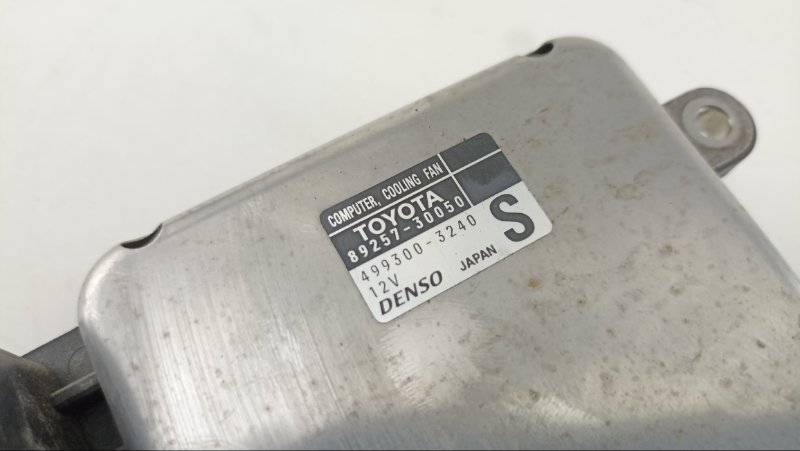 COMPUTER, COOLING FAN
TOYOTA
89257-30050
499300-3240
12V
S
DENSO JAPAN